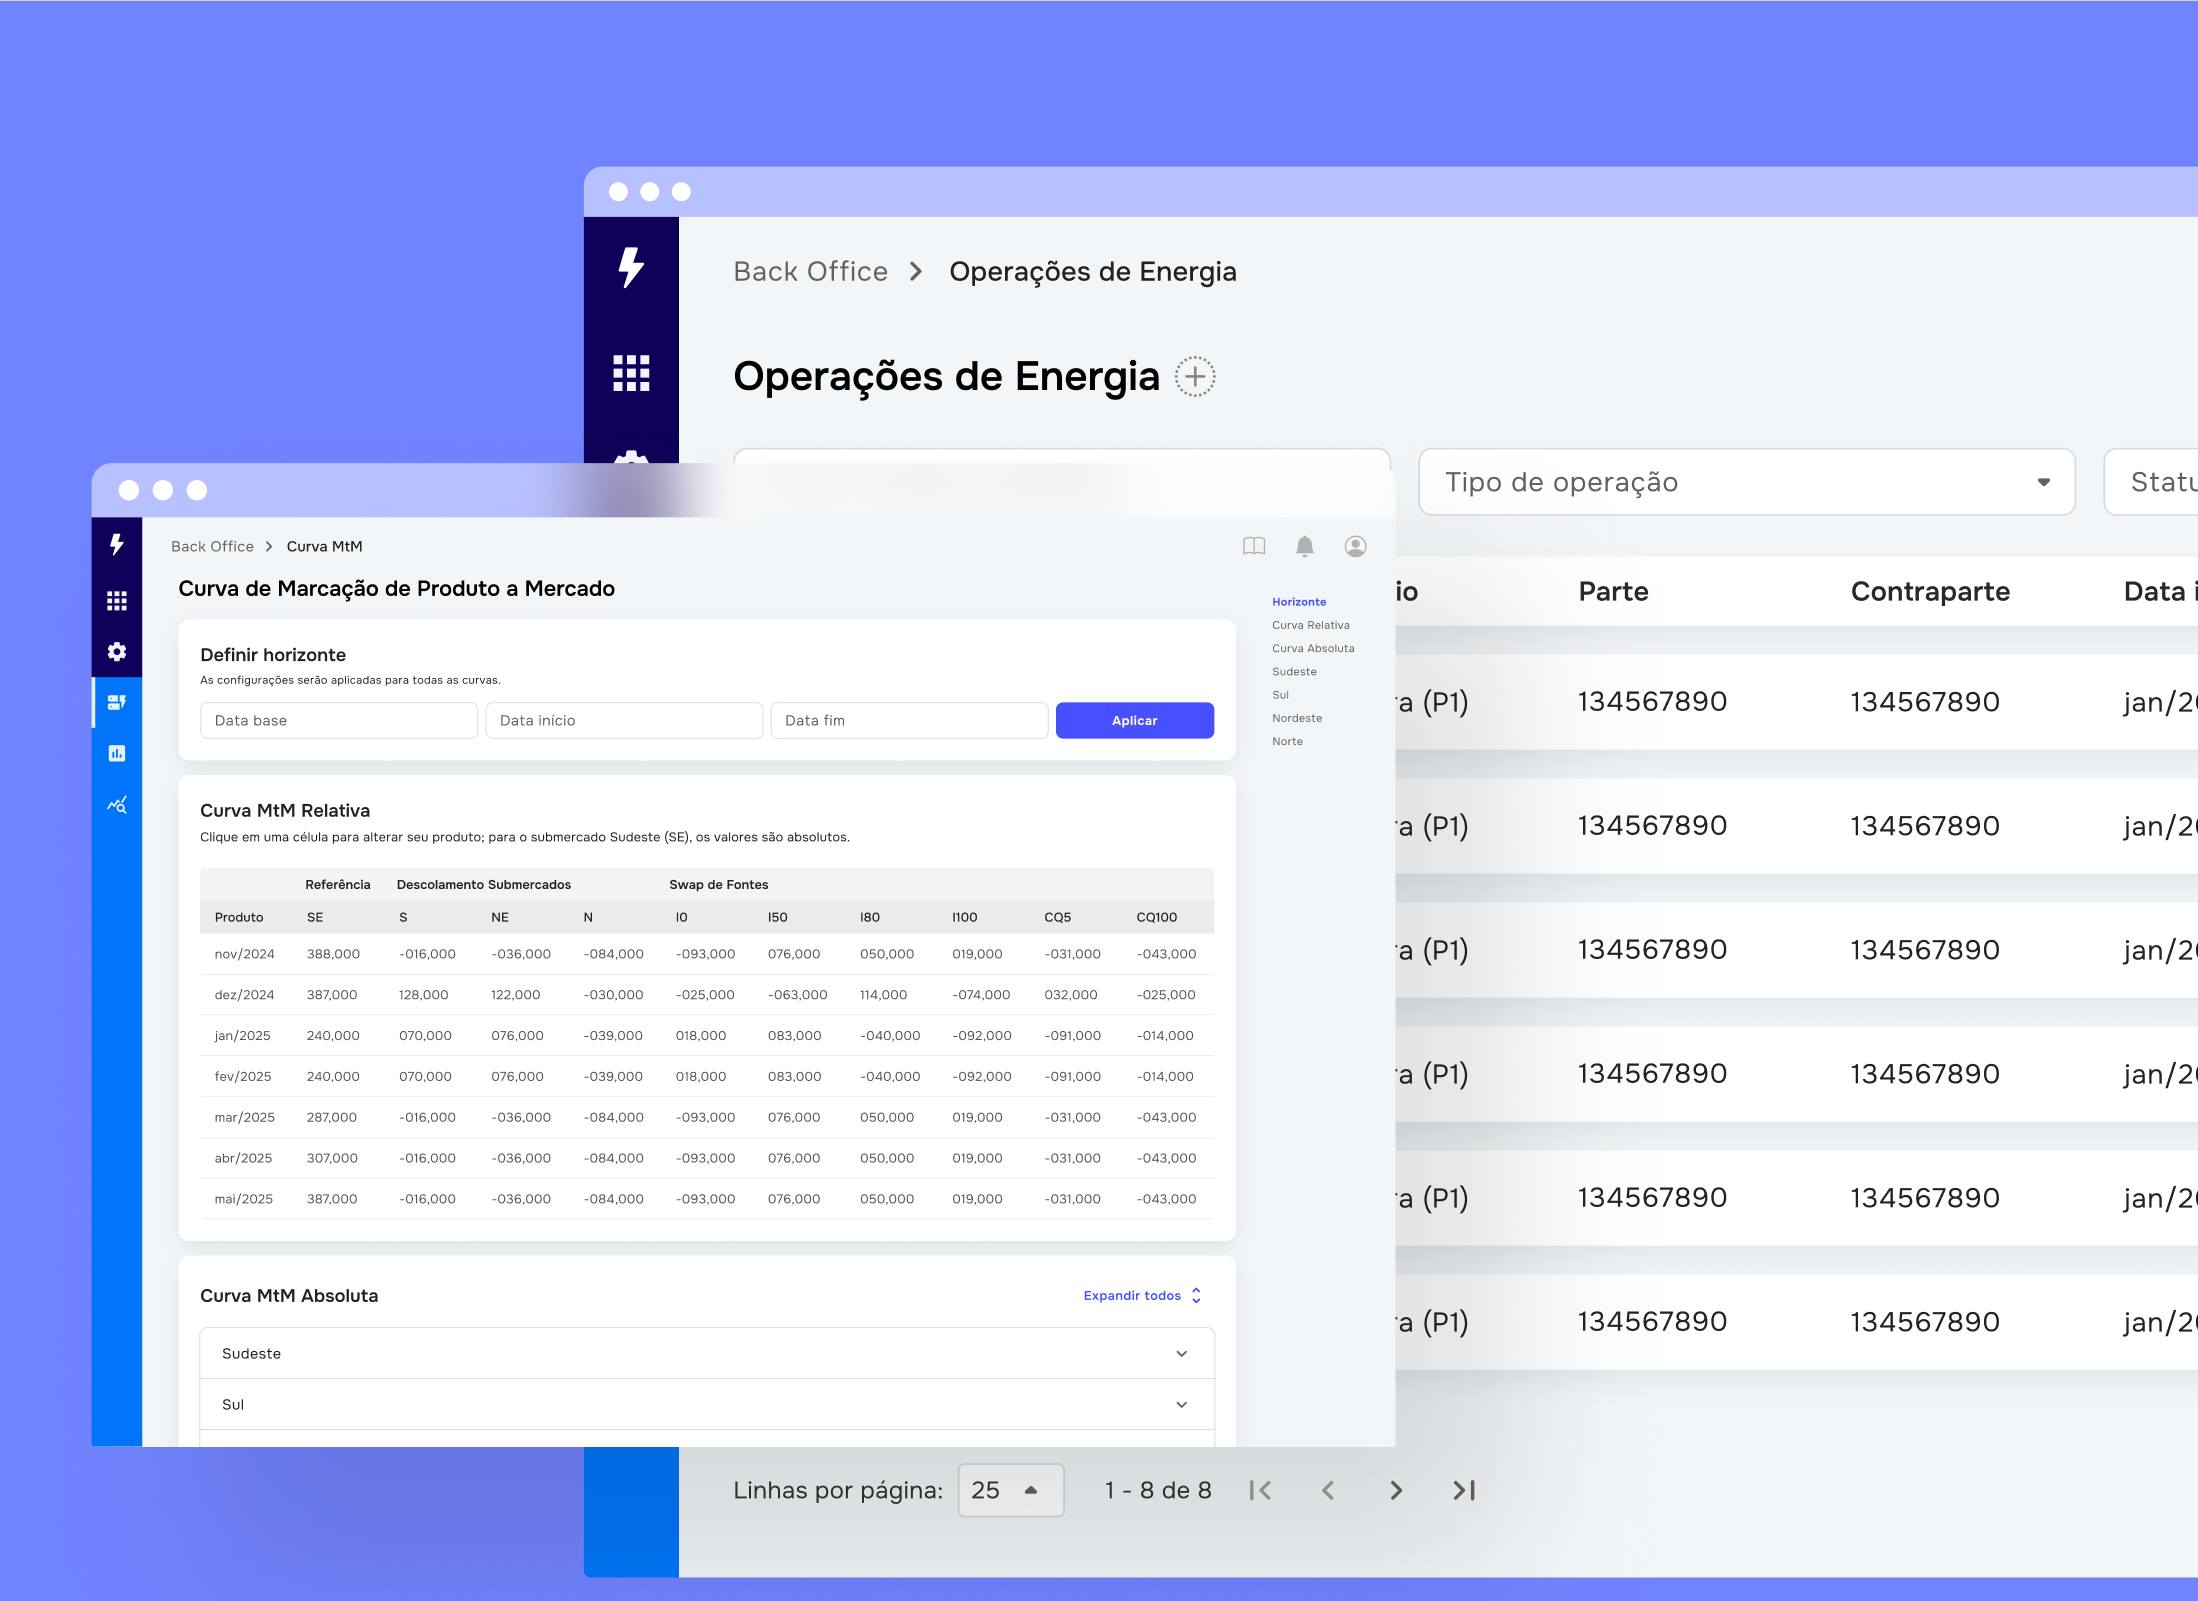 Back Office > Operações de Energia
Operações de Energia
Tipo de operação
Parte Contraparte Data
(P1) 134567890 134567890
(P1) 134567890 134567890
(P1) 134567890 134567890
(P1) 134567890 134567890
(P1) 134567890 134567890
(P1) 134567890 134567890
Linhas por página: 25 1 - 8 de 8
Back Office > Curva MtM
Curva de Marcação de Produto a Mercado
Definir horizonte
As configurações serão aplicadas para todas as curvas.
Data base Data início Data fim Aplicar
Curva MtM Relativa
Clique em uma célula para alterar seu produto; para o submercado Sudeste (SE), os valores são absolutos.
Referência Descolamento Submercados Swap de Fontes
Produto SE S NE N I0 I50 I80 I100 CQ5 CQ100
nov/2024 388,000 -016,000 -036,000 -084,000 -093,000 076,000 050,000 019,000 -031,000 -043,000
dez/2024 387,000 128,000 122,000 -030,000 -025,000 -063,000 114,000 -074,000 032,000 -025,000
jan/2025 240,000 070,000 076,000 -039,000 018,000 083,000 -040,000 -092,000 -091,000 -014,000
fev/2025 240,000 070,000 076,000 -039,000 018,000 083,000 -040,000 -092,000 -091,000 -014,000
mar/2025 287,000 -016,000 -036,000 -084,000 -093,000 076,000 050,000 019,000 -031,000 -043,000
abr/2025 307,000 -016,000 -036,000 -084,000 -093,000 076,000 050,000 019,000 -031,000 -043,000
mai/2025 387,000 -016,000 -036,000 -084,000 -093,000 076,000 050,000 019,000 -031,000 -043,000
Curva MtM Absoluta Expandir todos
Sudeste
Sul
Horizonte
Curva Relativa
Curva Absoluta
Sudeste
Sul
Nordeste
Norte